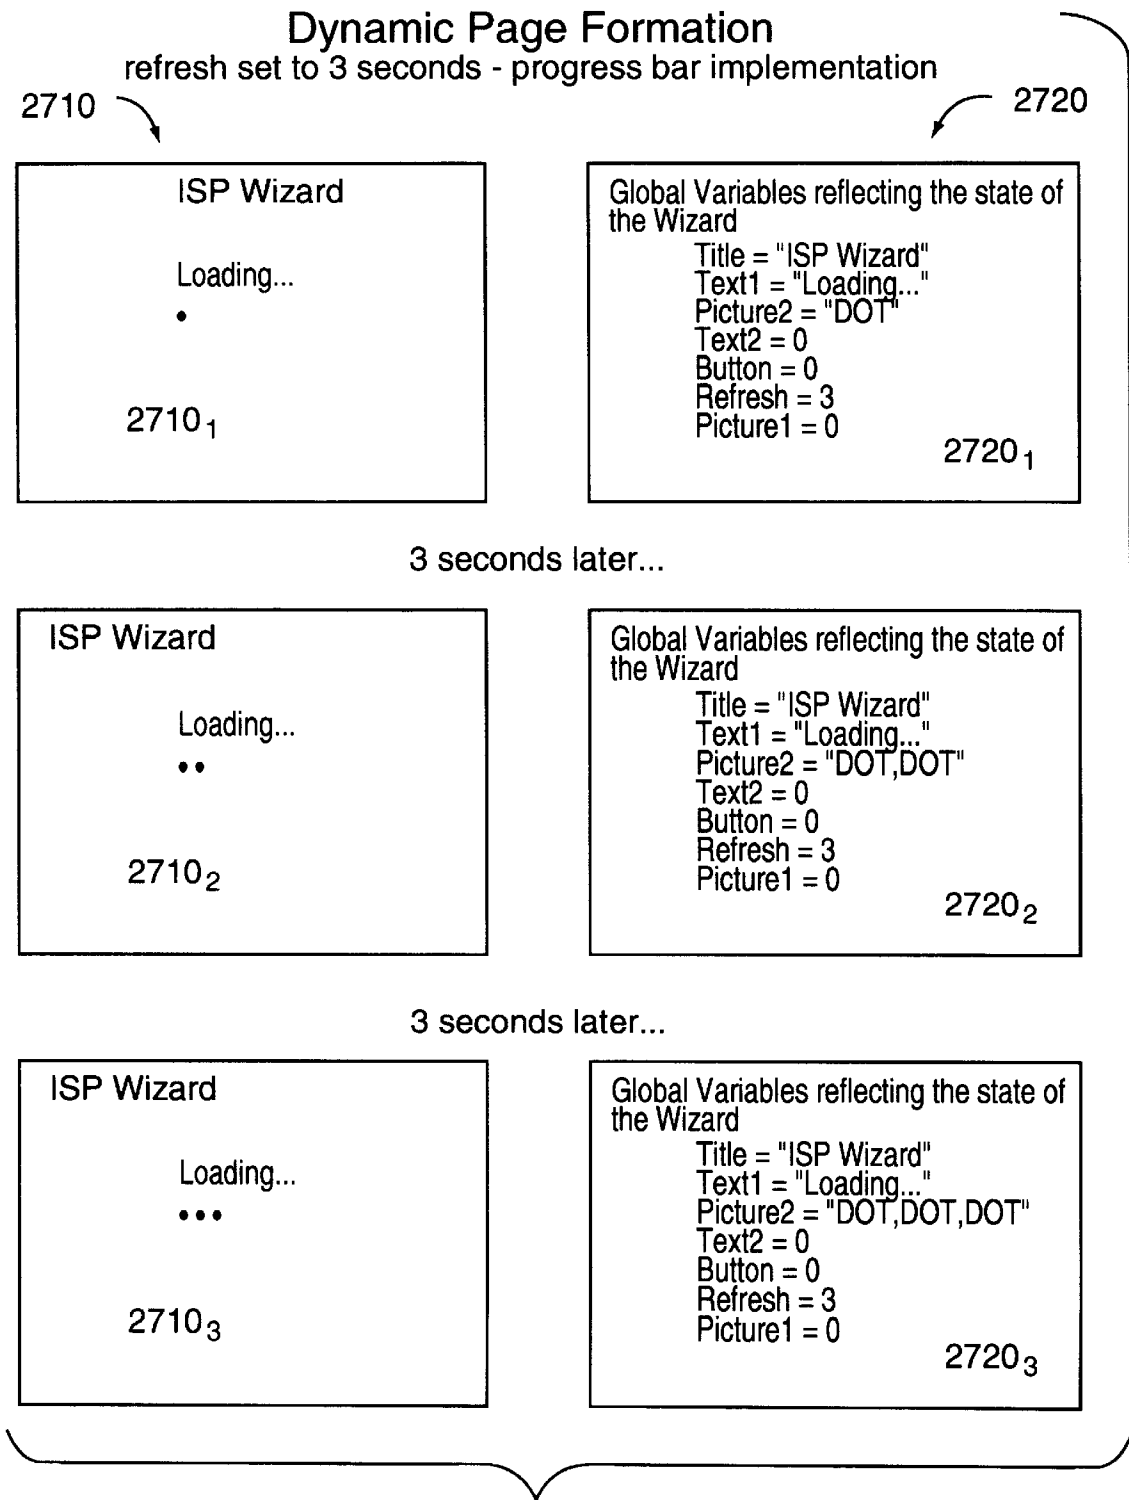 Dynamic Page Formation
refresh set to 3 seconds - progress bar implementation
2710
2720
ISP Wizard
Loading...
2710₁
Global Variables reflecting the state of
the Wizard
Title = "ISP Wizard"
Text1 = "Loading..."
Picture2 = "DOT"
Text2 = 0
Button = 0
Refresh = 3
Picture1 = 0
2720₁
3 seconds later...
ISP Wizard
Loading...
2710₂
Global Variables reflecting the state of
the Wizard
Title = "ISP Wizard"
Text1 = "Loading..."
Picture2 = "DOT,DOT"
Text2 = 0
Button = 0
Refresh = 3
Picture1 = 0
2720₂
3 seconds later...
ISP Wizard
Loading...
2710₃
Global Variables reflecting the state of
the Wizard
Title = "ISP Wizard"
Text1 = "Loading..."
Picture2 = "DOT,DOT,DOT"
Text2 = 0
Button = 0
Refresh = 3
Picture1 = 0
2720₃